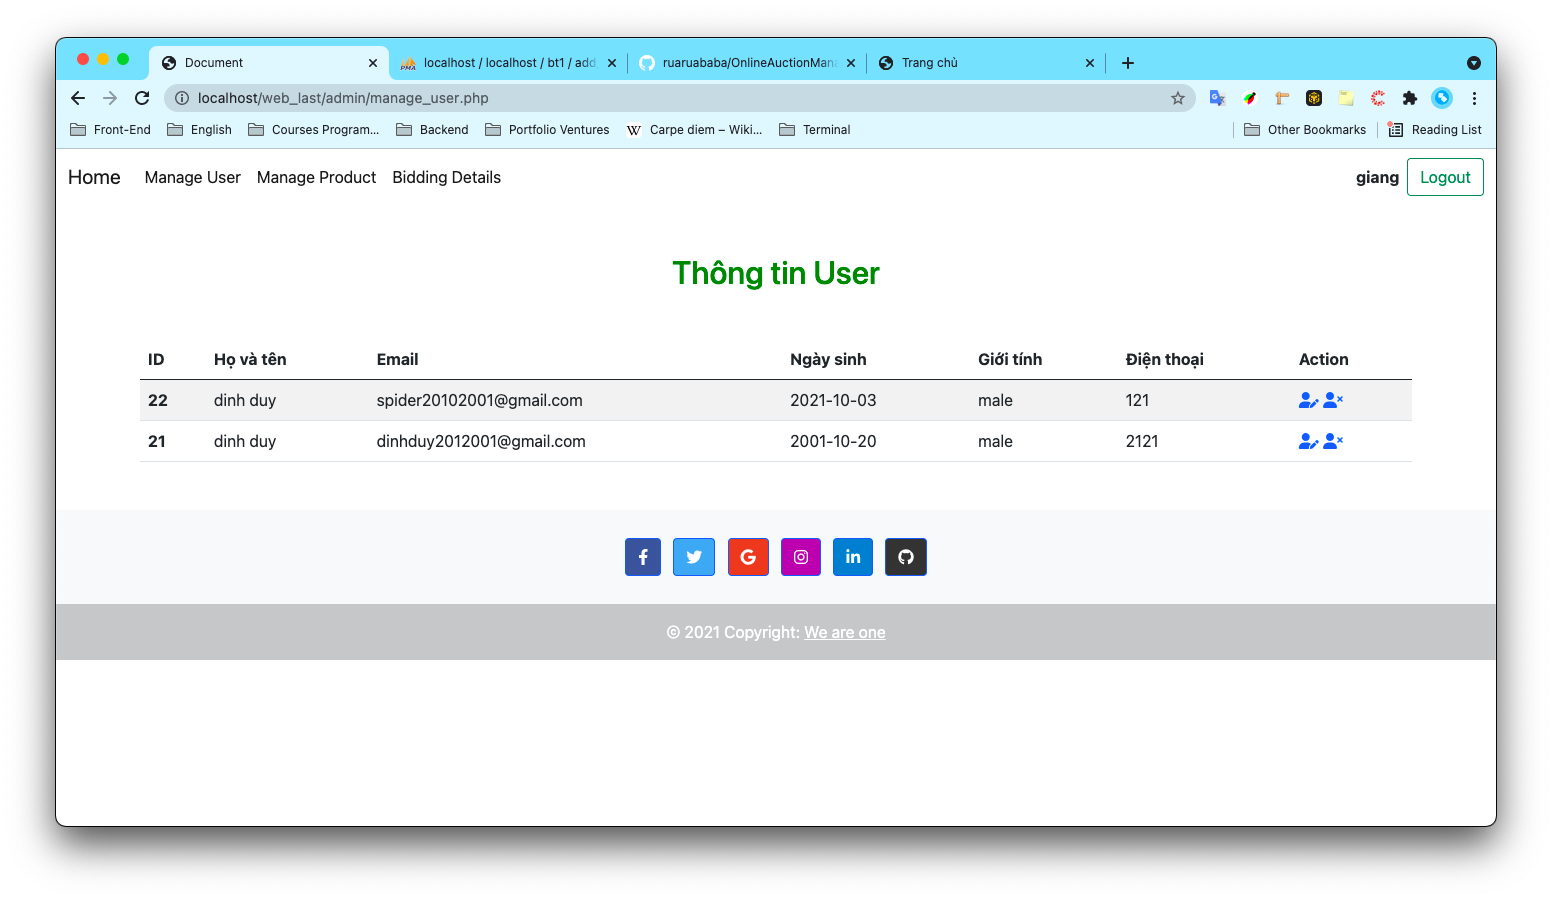 Document
localhost / localhost / bt1 / add
ruaruababa/OnlineAuctionMana
Trang chủ
localhost/web_last/admin/manage_user.php
Front-End English Courses Program... Backend Portfolio Ventures W Carpe diem – Wiki... Terminal Other Bookmarks Reading List
Home Manage User Manage Product Bidding Details giang Logout
Thông tin User
ID Họ và tên Email Ngày sinh Giới tính Điện thoại Action
22 dinh duy spider20102001@gmail.com 2021-10-03 male 121
21 dinh duy dinhduy2012001@gmail.com 2001-10-20 male 2121
© 2021 Copyright: We are one